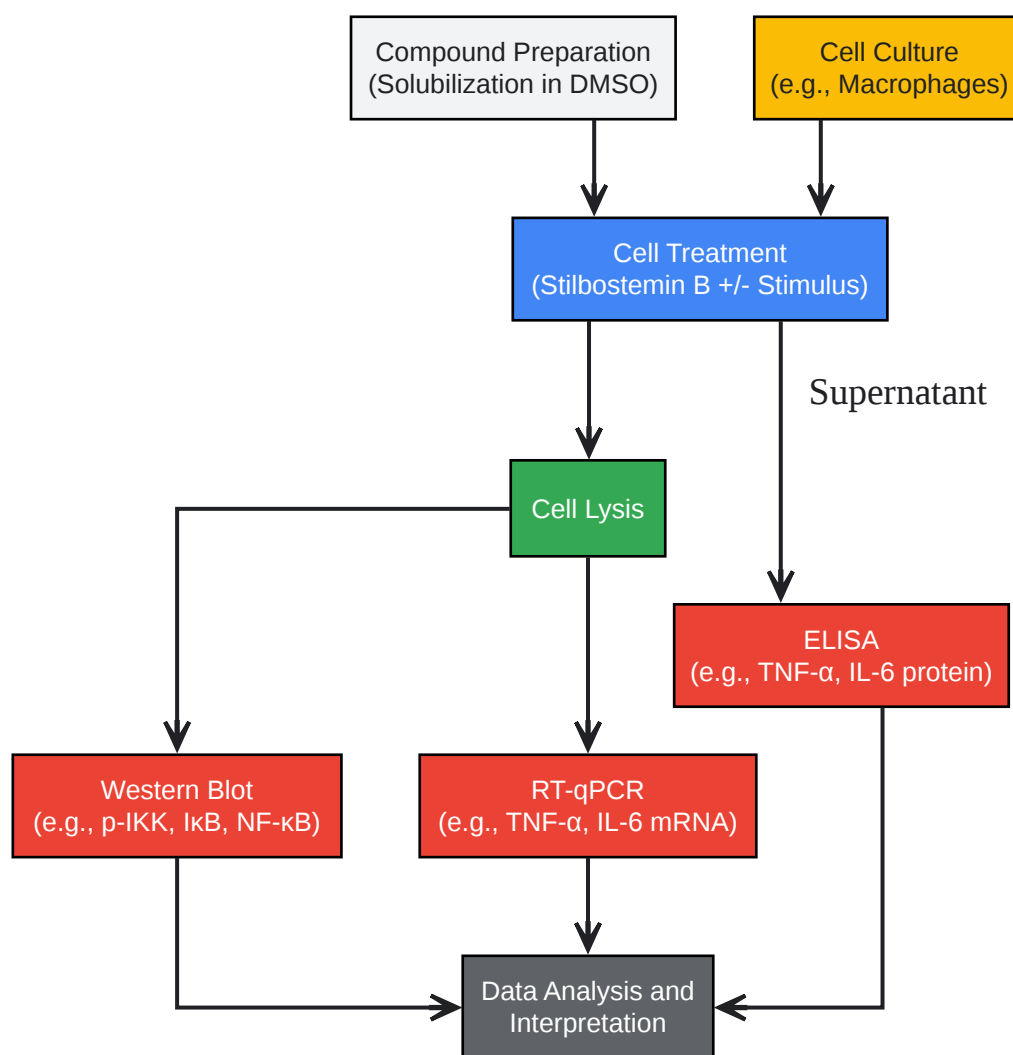 Compound Preparation
(Solubilization in DMSO)
Cell Culture
(e.g., Macrophages)
Cell Treatment
(Stilbostemin B +/- Stimulus)
Supernatant
Cell Lysis
ELISA
(e.g., TNF-α, IL-6 protein)
Western Blot
(e.g., p-IKK, IκB, NF-κB)
RT-qPCR
(e.g., TNF-α, IL-6 mRNA)
Data Analysis and
Interpretation